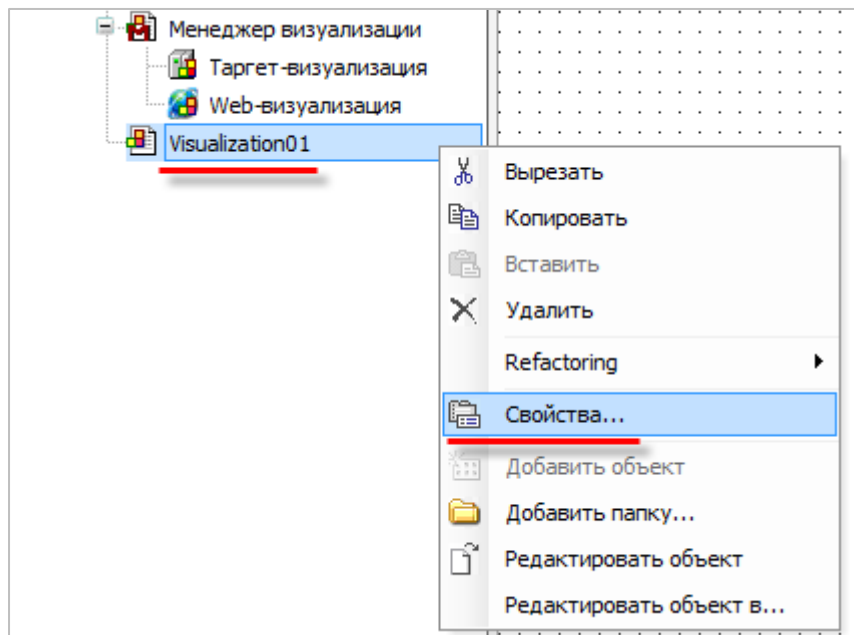 Менеджер визуализации
Таргет-визуализация
Web-визуализация
Visualization01
Вырезать
Копировать
Вставить
Удалить
Refactoring
Свойства...
Добавить объект
Добавить папку...
Редактировать объект
Редактировать объект в...